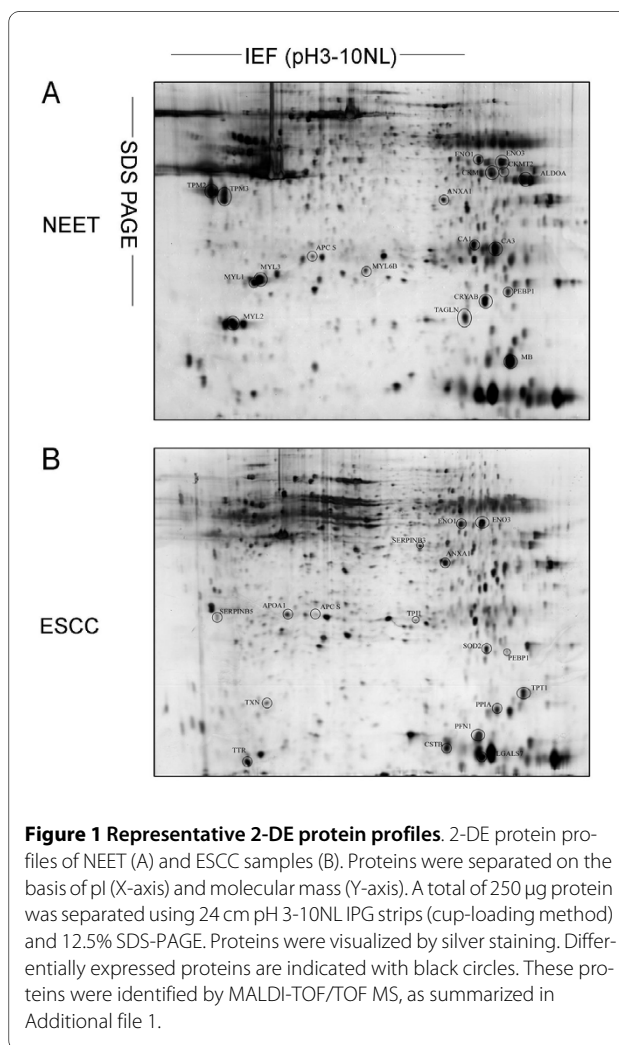 IEF (pH3-10NL)
A
SDS PAGE
NEET
ENO1 ENO3
CKMT2
CKM
ALDOA
TPM2 TPM3
ANXA1
CA1 CA3
APC S
MYL1 MYL3
MYL6B
PEBP1
CRYAB
TAGLN
MYL2
MB
B
ESCC
ENO1 ENO3
SERPINB3
ANXA1
SERPINB5 APOA1 APC S
TPI1
SOD2
PEBP1
TPT1
TXN
PPIA
PFN1
CSTB
TTR
Figure 1 Representative 2-DE protein profiles. 2-DE protein pro-
files of NEET (A) and ESCC samples (B). Proteins were separated on the
basis of pI (X-axis) and molecular mass (Y-axis). A total of 250 μg protein
was separated using 24 cm pH 3-10NL IPG strips (cup-loading method)
and 12.5% SDS-PAGE. Proteins were visualized by silver staining. Differ-
entially expressed proteins are indicated with black circles. These pro-
teins were identified by MALDI-TOF/TOF MS, as summarized in
Additional file 1.